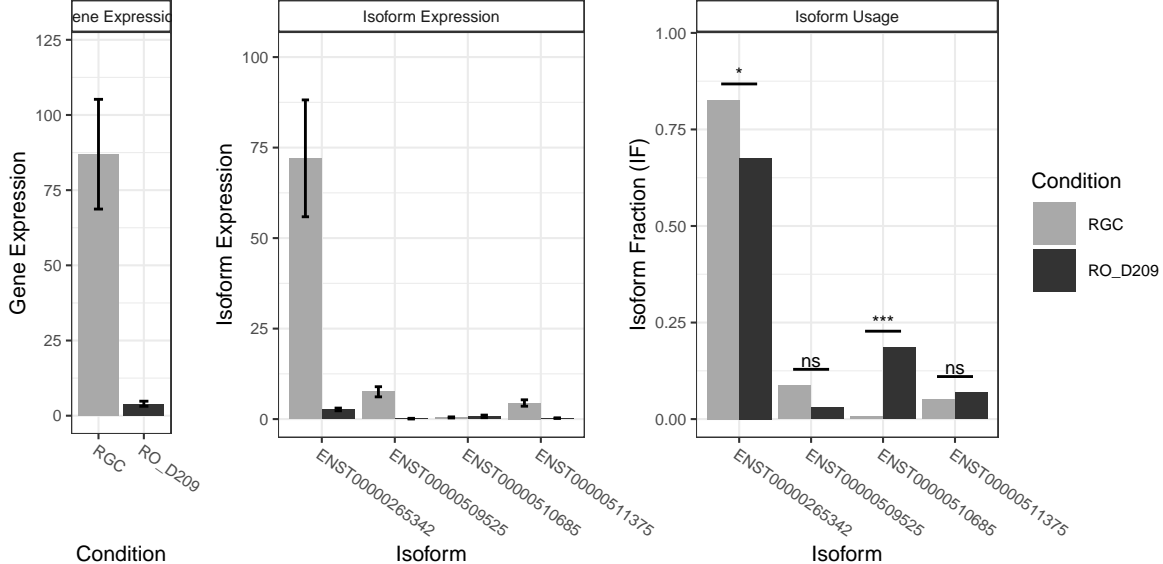 ene Expressio
Gene Expression
125
100
75
50
25
0
RGC
RO_D209
Condition
Isoform Expression
Isoform Expression
100
75
50
25
0
ENST00000265342
ENST00000509525
ENST00000510685
ENST00000511375
Isoform
Isoform Usage
Isoform Fraction (IF)
1.00
0.75
0.50
0.25
0.00
*
ns
***
ns
ENST00000265342
ENST00000509525
ENST00000510685
ENST00000511375
Isoform
Condition
RGC
RO_D209